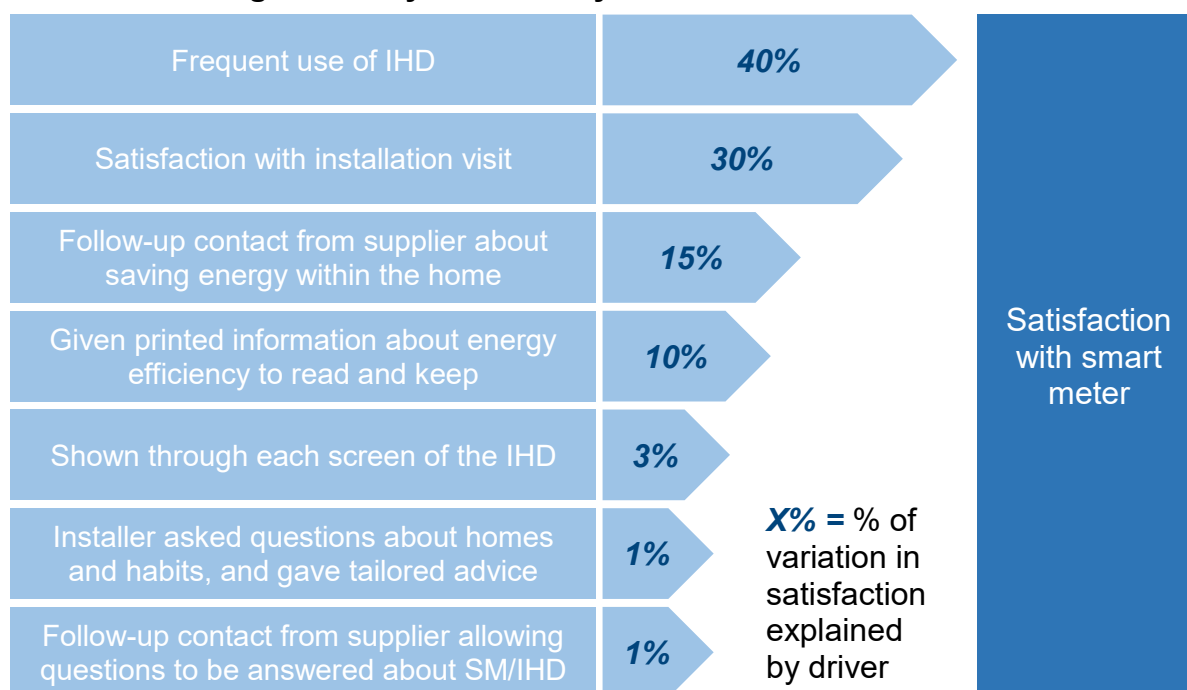 Frequent use of IHD
40%
Satisfaction with installation visit
30%
Follow-up contact from supplier about
saving energy within the home
15%
Given printed information about energy
efficiency to read and keep
10%
Shown through each screen of the IHD
3%
Installer asked questions about homes
and habits, and gave tailored advice
1%
Follow-up contact from supplier allowing
questions to be answered about SM/IHD
1%
X% = % of
variation in
satisfaction
explained
by driver
Satisfaction
with smart
meter